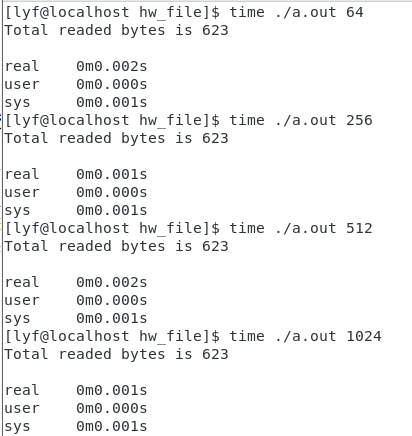 [lyf@localhost hw_file]$ time ./a.out 64
Total readed bytes is 623

real    0m0.002s
user    0m0.000s
sys     0m0.001s
[lyf@localhost hw_file]$ time ./a.out 256
Total readed bytes is 623

real    0m0.001s
user    0m0.000s
sys     0m0.001s
[lyf@localhost hw_file]$ time ./a.out 512
Total readed bytes is 623

real    0m0.002s
user    0m0.000s
sys     0m0.001s
[lyf@localhost hw_file]$ time ./a.out 1024
Total readed bytes is 623

real    0m0.001s
user    0m0.000s
sys     0m0.001s